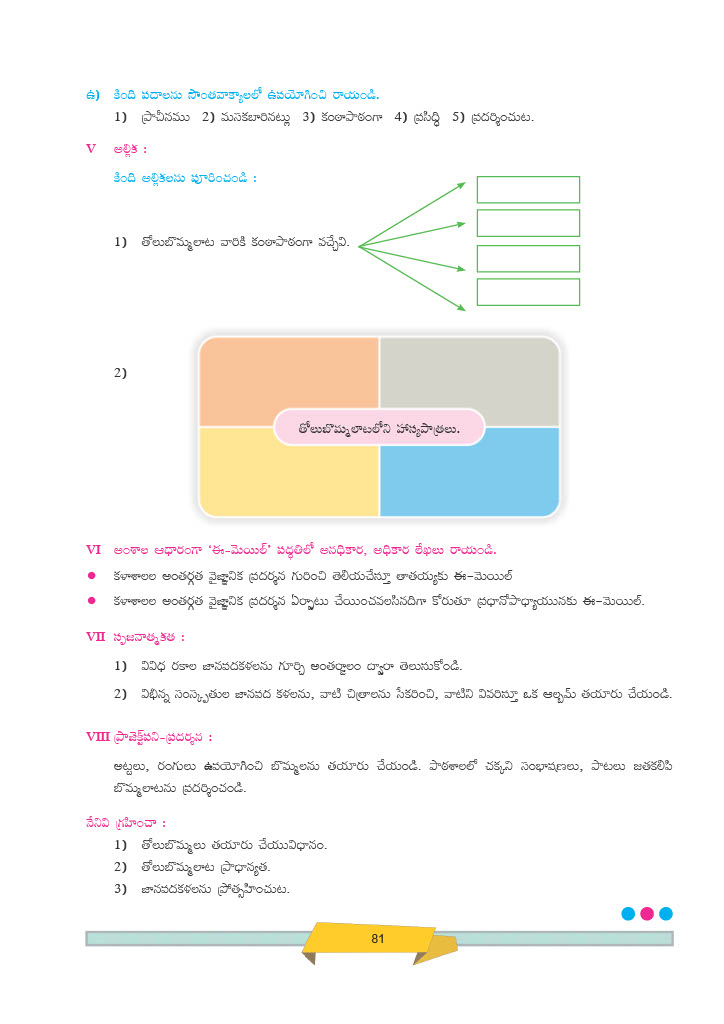 ఉ) కింది పదాలను సొంతవాక్యాలలో ఉపయోగించి రాయండి.
1) ప్రాచీనము 2) మసకబారినట్లు 3) కంఠాపాఠంగా 4) ప్రసిద్ధి 5) ప్రదర్శించుట.
V అల్లిక :
కింది అల్లికలను పూరించండి :
1) తోలుబొమ్మలాట వారికి కంఠాపాఠంగా వచ్చేవి.
2)
తోలుబొమ్మలాటలోని హాస్యపాత్రలు.
VI అంశాల ఆధారంగా ‘ఈ-మెయిల్’ పద్ధతిలో అనధికార, అధికార లేఖలు రాయండి.
● కళాశాలల అంతర్గత వైజ్ఞానిక ప్రదర్శన గురించి తెలియచేస్తూ తాతయ్యకు ఈ-మెయిల్
● కళాశాలల అంతర్గత వైజ్ఞానిక ప్రదర్శన ఏర్పాటు చేయించవలసినదిగా కోరుతూ ప్రధానోపాధ్యాయునకు ఈ-మెయిల్.
VII సృజనాత్మకత :
1) వివిధ రకాల జానపదకళలను గూర్చి అంతర్జాలం ద్వారా తెలుసుకోండి.
2) విభిన్న సంస్కృతుల జానపద కళలను, వాటి చిత్రాలను సేకరించి, వాటిని వివరిస్తూ ఒక ఆల్బమ్ తయారు చేయండి.
VIII ప్రాజెక్ట్‌పని-ప్రదర్శన :
అట్టలు, రంగులు ఉపయోగించి బొమ్మలను తయారు చేయండి. పాఠశాలలో చక్కని సంభాషణలు, పాటలు జతకలిపి
బొమ్మలాటను ప్రదర్శించండి.
నేనివి గ్రహించా :
1) తోలుబొమ్మలు తయారు చేయువిధానం.
2) తోలుబొమ్మలాట ప్రాధాన్యత.
3) జానపదకళలను ప్రోత్సహించుట.
81